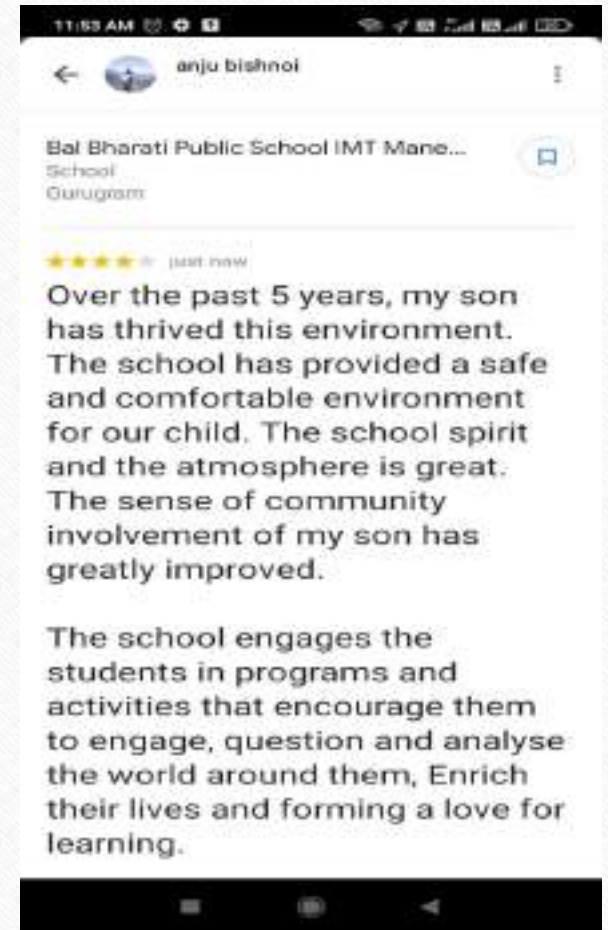 11:53 AM
anju bishnoi
Bal Bharati Public School IMT Mane...
School
Gurugram
just now
Over the past 5 years, my son
has thrived this environment.
The school has provided a safe
and comfortable environment
for our child. The school spirit
and the atmosphere is great.
The sense of community
involvement of my son has
greatly improved.
The school engages the
students in programs and
activities that encourage them
to engage, question and analyse
the world around them, Enrich
their lives and forming a love for
learning.